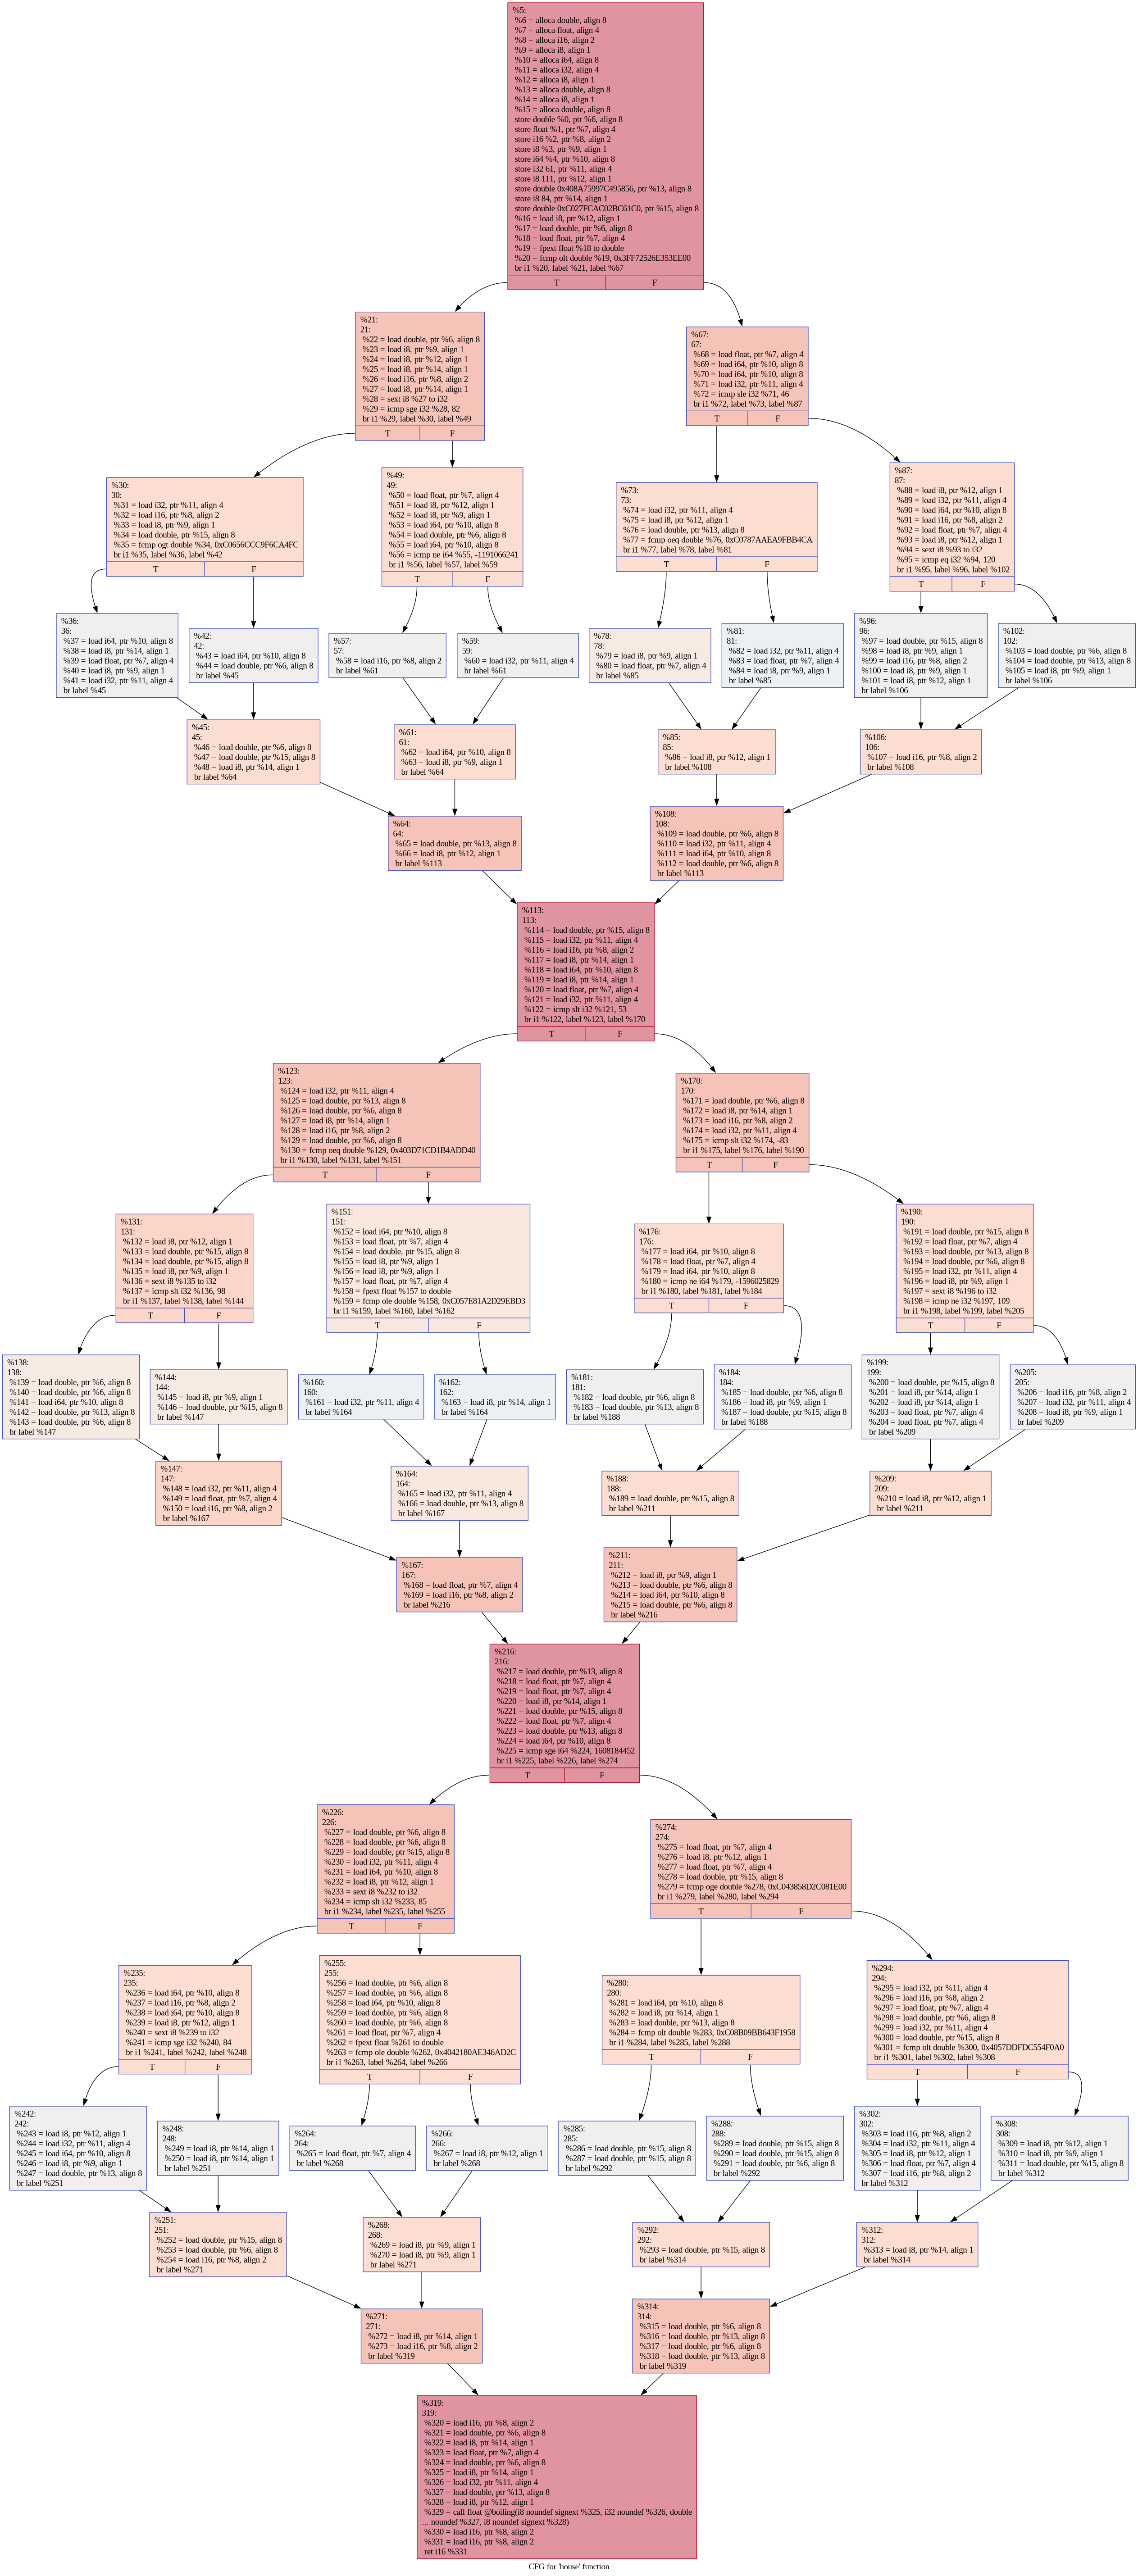 %5:
%6 = alloca double, align 8
%7 = alloca float, align 4
%8 = alloca i16, align 2
%9 = alloca i8, align 1
%10 = alloca i64, align 8
%11 = alloca i32, align 4
%12 = alloca i8, align 1
%13 = alloca double, align 8
%14 = alloca i8, align 1
%15 = alloca double, align 8
store double %0, ptr %6, align 8
store float %1, ptr %7, align 4
store i16 %2, ptr %8, align 2
store i8 %3, ptr %9, align 1
store i64 %4, ptr %10, align 8
store i32 61, ptr %11, align 4
store i8 111, ptr %12, align 1
store double 0x408A75997C495856, ptr %13, align 8
store i8 84, ptr %14, align 1
store double 0xC027FCAC02BC61C0, ptr %15, align 8
%16 = load i8, ptr %12, align 1
%17 = load double, ptr %6, align 8
%18 = load float, ptr %7, align 4
%19 = fpext float %18 to double
%20 = fcmp olt double %19, 0x3FF72526E353EE00
br i1 %20, label %21, label %67
T F
%21:
21:
%22 = load double, ptr %6, align 8
%23 = load i8, ptr %9, align 1
%24 = load i8, ptr %12, align 1
%25 = load i8, ptr %14, align 1
%26 = load i16, ptr %8, align 2
%27 = load i8, ptr %14, align 1
%28 = sext i8 %27 to i32
%29 = icmp sge i32 %28, 82
br i1 %29, label %30, label %49
T F
%67:
67:
%68 = load float, ptr %7, align 4
%69 = load i64, ptr %10, align 8
%70 = load i64, ptr %10, align 8
%71 = load i32, ptr %11, align 4
%72 = icmp sle i32 %71, 46
br i1 %72, label %73, label %87
T F
%30:
30:
%31 = load i32, ptr %11, align 4
%32 = load i16, ptr %8, align 2
%33 = load i8, ptr %9, align 1
%34 = load double, ptr %15, align 8
%35 = fcmp ogt double %34, 0xC0656CCC9F6CA4FC
br i1 %35, label %36, label %42
T F
%49:
49:
%50 = load float, ptr %7, align 4
%51 = load i8, ptr %12, align 1
%52 = load i8, ptr %9, align 1
%53 = load i64, ptr %10, align 8
%54 = load double, ptr %6, align 8
%55 = load i64, ptr %10, align 8
%56 = icmp ne i64 %55, -1191066241
br i1 %56, label %57, label %59
T F
%73:
73:
%74 = load i32, ptr %11, align 4
%75 = load i8, ptr %12, align 1
%76 = load double, ptr %13, align 8
%77 = fcmp oeq double %76, 0xC0787AAEA9FBB4CA
br i1 %77, label %78, label %81
T F
%87:
87:
%88 = load i8, ptr %12, align 1
%89 = load i32, ptr %11, align 4
%90 = load i64, ptr %10, align 8
%91 = load i16, ptr %8, align 2
%92 = load float, ptr %7, align 4
%93 = load i8, ptr %12, align 1
%94 = sext i8 %93 to i32
%95 = icmp eq i32 %94, 120
br i1 %95, label %96, label %102
T F
%36:
36:
%37 = load i64, ptr %10, align 8
%38 = load i8, ptr %14, align 1
%39 = load float, ptr %7, align 4
%40 = load i8, ptr %9, align 1
%41 = load i32, ptr %11, align 4
br label %45
%42:
42:
%43 = load i64, ptr %10, align 8
%44 = load double, ptr %6, align 8
br label %45
%57:
57:
%58 = load i16, ptr %8, align 2
br label %61
%59:
59:
%60 = load i32, ptr %11, align 4
br label %61
%78:
78:
%79 = load i8, ptr %9, align 1
%80 = load float, ptr %7, align 4
br label %85
%81:
81:
%82 = load i32, ptr %11, align 4
%83 = load float, ptr %7, align 4
%84 = load i8, ptr %9, align 1
br label %85
%96:
96:
%97 = load double, ptr %15, align 8
%98 = load i8, ptr %9, align 1
%99 = load i16, ptr %8, align 2
%100 = load i8, ptr %9, align 1
%101 = load i8, ptr %12, align 1
br label %106
%102:
102:
%103 = load double, ptr %6, align 8
%104 = load double, ptr %13, align 8
%105 = load i8, ptr %9, align 1
br label %106
%45:
45:
%46 = load double, ptr %6, align 8
%47 = load double, ptr %15, align 8
%48 = load i8, ptr %14, align 1
br label %64
%61:
61:
%62 = load i64, ptr %10, align 8
%63 = load i8, ptr %9, align 1
br label %64
%85:
85:
%86 = load i8, ptr %12, align 1
br label %108
%106:
106:
%107 = load i16, ptr %8, align 2
br label %108
%64:
64:
%65 = load double, ptr %13, align 8
%66 = load i8, ptr %12, align 1
br label %113
%108:
108:
%109 = load double, ptr %6, align 8
%110 = load i32, ptr %11, align 4
%111 = load i64, ptr %10, align 8
%112 = load double, ptr %6, align 8
br label %113
%113:
113:
%114 = load double, ptr %15, align 8
%115 = load i32, ptr %11, align 4
%116 = load i16, ptr %8, align 2
%117 = load i8, ptr %14, align 1
%118 = load i64, ptr %10, align 8
%119 = load i8, ptr %14, align 1
%120 = load float, ptr %7, align 4
%121 = load i32, ptr %11, align 4
%122 = icmp slt i32 %121, 53
br i1 %122, label %123, label %170
T F
%123:
123:
%124 = load i32, ptr %11, align 4
%125 = load double, ptr %13, align 8
%126 = load double, ptr %6, align 8
%127 = load i8, ptr %14, align 1
%128 = load i16, ptr %8, align 2
%129 = load double, ptr %6, align 8
%130 = fcmp oeq double %129, 0x403D71CD1B4ADD40
br i1 %130, label %131, label %151
T F
%170:
170:
%171 = load double, ptr %6, align 8
%172 = load i8, ptr %14, align 1
%173 = load i16, ptr %8, align 2
%174 = load i32, ptr %11, align 4
%175 = icmp slt i32 %174, -83
br i1 %175, label %176, label %190
T F
%131:
131:
%132 = load i8, ptr %12, align 1
%133 = load double, ptr %15, align 8
%134 = load double, ptr %15, align 8
%135 = load i8, ptr %9, align 1
%136 = sext i8 %135 to i32
%137 = icmp slt i32 %136, 98
br i1 %137, label %138, label %144
T F
%151:
151:
%152 = load i64, ptr %10, align 8
%153 = load float, ptr %7, align 4
%154 = load double, ptr %15, align 8
%155 = load i8, ptr %9, align 1
%156 = load i8, ptr %9, align 1
%157 = load float, ptr %7, align 4
%158 = fpext float %157 to double
%159 = fcmp ole double %158, 0xC057E81A2D29EBD3
br i1 %159, label %160, label %162
T F
%176:
176:
%177 = load i64, ptr %10, align 8
%178 = load float, ptr %7, align 4
%179 = load i64, ptr %10, align 8
%180 = icmp ne i64 %179, -1596025829
br i1 %180, label %181, label %184
T F
%190:
190:
%191 = load double, ptr %15, align 8
%192 = load float, ptr %7, align 4
%193 = load double, ptr %13, align 8
%194 = load double, ptr %6, align 8
%195 = load i32, ptr %11, align 4
%196 = load i8, ptr %9, align 1
%197 = sext i8 %196 to i32
%198 = icmp ne i32 %197, 109
br i1 %198, label %199, label %205
T F
%138:
138:
%139 = load double, ptr %6, align 8
%140 = load double, ptr %6, align 8
%141 = load i64, ptr %10, align 8
%142 = load double, ptr %13, align 8
%143 = load double, ptr %6, align 8
br label %147
%144:
144:
%145 = load i8, ptr %9, align 1
%146 = load double, ptr %15, align 8
br label %147
%160:
160:
%161 = load i32, ptr %11, align 4
br label %164
%162:
162:
%163 = load i8, ptr %14, align 1
br label %164
%181:
181:
%182 = load double, ptr %6, align 8
%183 = load double, ptr %13, align 8
br label %188
%184:
184:
%185 = load double, ptr %6, align 8
%186 = load i8, ptr %9, align 1
%187 = load double, ptr %15, align 8
br label %188
%199:
199:
%200 = load double, ptr %15, align 8
%201 = load i8, ptr %14, align 1
%202 = load i8, ptr %14, align 1
%203 = load float, ptr %7, align 4
%204 = load float, ptr %7, align 4
br label %209
%205:
205:
%206 = load i16, ptr %8, align 2
%207 = load i32, ptr %11, align 4
%208 = load i8, ptr %9, align 1
br label %209
%147:
147:
%148 = load i32, ptr %11, align 4
%149 = load float, ptr %7, align 4
%150 = load i16, ptr %8, align 2
br label %167
%164:
164:
%165 = load i32, ptr %11, align 4
%166 = load double, ptr %13, align 8
br label %167
%188:
188:
%189 = load double, ptr %15, align 8
br label %211
%209:
209:
%210 = load i8, ptr %12, align 1
br label %211
%167:
167:
%168 = load float, ptr %7, align 4
%169 = load i16, ptr %8, align 2
br label %216
%211:
211:
%212 = load i8, ptr %9, align 1
%213 = load double, ptr %6, align 8
%214 = load i64, ptr %10, align 8
%215 = load double, ptr %6, align 8
br label %216
%216:
216:
%217 = load double, ptr %13, align 8
%218 = load float, ptr %7, align 4
%219 = load float, ptr %7, align 4
%220 = load i8, ptr %14, align 1
%221 = load double, ptr %15, align 8
%222 = load float, ptr %7, align 4
%223 = load double, ptr %13, align 8
%224 = load i64, ptr %10, align 8
%225 = icmp sge i64 %224, 1608184452
br i1 %225, label %226, label %274
T F
%226:
226:
%227 = load double, ptr %6, align 8
%228 = load double, ptr %6, align 8
%229 = load double, ptr %15, align 8
%230 = load i32, ptr %11, align 4
%231 = load i64, ptr %10, align 8
%232 = load i8, ptr %12, align 1
%233 = sext i8 %232 to i32
%234 = icmp slt i32 %233, 85
br i1 %234, label %235, label %255
T F
%274:
274:
%275 = load float, ptr %7, align 4
%276 = load i8, ptr %12, align 1
%277 = load float, ptr %7, align 4
%278 = load double, ptr %15, align 8
%279 = fcmp oge double %278, 0xC043858D2C081E00
br i1 %279, label %280, label %294
T F
%235:
235:
%236 = load i64, ptr %10, align 8
%237 = load i16, ptr %8, align 2
%238 = load i64, ptr %10, align 8
%239 = load i8, ptr %12, align 1
%240 = sext i8 %239 to i32
%241 = icmp sge i32 %240, 84
br i1 %241, label %242, label %248
T F
%255:
255:
%256 = load double, ptr %6, align 8
%257 = load double, ptr %6, align 8
%258 = load i64, ptr %10, align 8
%259 = load double, ptr %6, align 8
%260 = load double, ptr %6, align 8
%261 = load float, ptr %7, align 4
%262 = fpext float %261 to double
%263 = fcmp ole double %262, 0x4042180AE346AD2C
br i1 %263, label %264, label %266
T F
%280:
280:
%281 = load i64, ptr %10, align 8
%282 = load i8, ptr %14, align 1
%283 = load double, ptr %13, align 8
%284 = fcmp olt double %283, 0xC08B09BB643F1958
br i1 %284, label %285, label %288
T F
%294:
294:
%295 = load i32, ptr %11, align 4
%296 = load i16, ptr %8, align 2
%297 = load float, ptr %7, align 4
%298 = load double, ptr %6, align 8
%299 = load i32, ptr %11, align 4
%300 = load double, ptr %15, align 8
%301 = fcmp olt double %300, 0x4057DDFDC554F0A0
br i1 %301, label %302, label %308
T F
%242:
242:
%243 = load i8, ptr %12, align 1
%244 = load i32, ptr %11, align 4
%245 = load i64, ptr %10, align 8
%246 = load i8, ptr %9, align 1
%247 = load double, ptr %13, align 8
br label %251
%248:
248:
%249 = load i8, ptr %14, align 1
%250 = load i8, ptr %14, align 1
br label %251
%264:
264:
%265 = load float, ptr %7, align 4
br label %268
%266:
266:
%267 = load i8, ptr %12, align 1
br label %268
%285:
285:
%286 = load double, ptr %15, align 8
%287 = load double, ptr %15, align 8
br label %292
%288:
288:
%289 = load double, ptr %15, align 8
%290 = load double, ptr %15, align 8
%291 = load double, ptr %6, align 8
br label %292
%302:
302:
%303 = load i16, ptr %8, align 2
%304 = load i32, ptr %11, align 4
%305 = load i8, ptr %12, align 1
%306 = load float, ptr %7, align 4
%307 = load i16, ptr %8, align 2
br label %312
%308:
308:
%309 = load i8, ptr %12, align 1
%310 = load i8, ptr %9, align 1
%311 = load double, ptr %15, align 8
br label %312
%251:
251:
%252 = load double, ptr %15, align 8
%253 = load double, ptr %6, align 8
%254 = load i16, ptr %8, align 2
br label %271
%268:
268:
%269 = load i8, ptr %9, align 1
%270 = load i8, ptr %9, align 1
br label %271
%292:
292:
%293 = load double, ptr %15, align 8
br label %314
%312:
312:
%313 = load i8, ptr %14, align 1
br label %314
%271:
271:
%272 = load i8, ptr %14, align 1
%273 = load i16, ptr %8, align 2
br label %319
%314:
314:
%315 = load double, ptr %6, align 8
%316 = load double, ptr %13, align 8
%317 = load double, ptr %6, align 8
%318 = load double, ptr %13, align 8
br label %319
%319:
319:
%320 = load i16, ptr %8, align 2
%321 = load double, ptr %6, align 8
%322 = load i8, ptr %14, align 1
%323 = load float, ptr %7, align 4
%324 = load double, ptr %6, align 8
%325 = load i8, ptr %14, align 1
%326 = load i32, ptr %11, align 4
%327 = load double, ptr %13, align 8
%328 = load i8, ptr %12, align 1
%329 = call float @boiling(i8 noundef signext %325, i32 noundef %326, double
... noundef %327, i8 noundef signext %328)
%330 = load i16, ptr %8, align 2
%331 = load i16, ptr %8, align 2
ret i16 %331
CFG for 'house' function